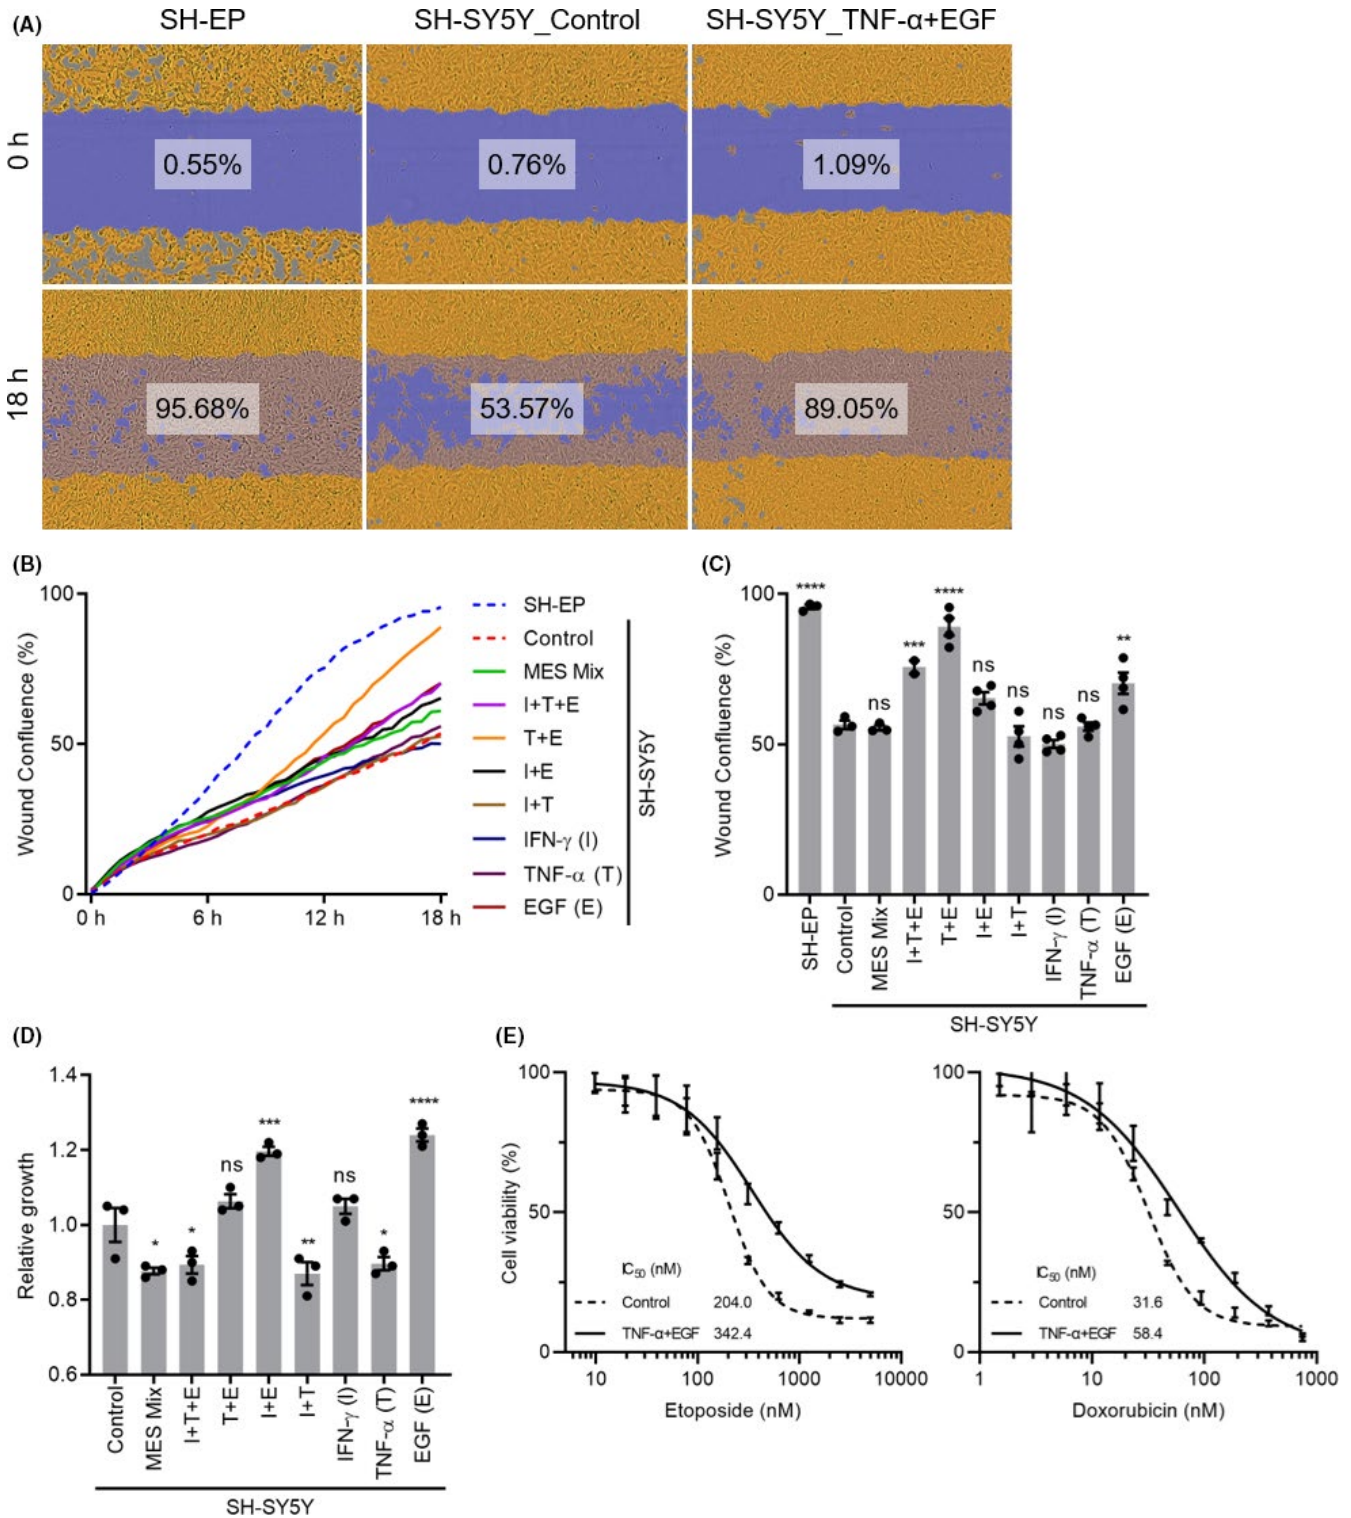 (A)
SH-EP
SH-SY5Y_Control
SH-SY5Y_TNF-α+EGF
0 h
0.55%
0.76%
1.09%
18 h
95.68%
53.57%
89.05%
(B)
Wound Confluence (%)
100
50
0
0 h
6 h
12 h
18 h
SH-EP
Control
MES Mix
I+T+E
T+E
I+E
I+T
IFN-γ (I)
TNF-α (T)
EGF (E)
SH-SY5Y
(C)
Wound Confluence (%)
100
50
0
****
ns
***
****
ns
ns
ns
ns
**
SH-EP
Control
MES Mix
I+T+E
T+E
I+E
I+T
IFN-γ (I)
TNF-α (T)
EGF (E)
SH-SY5Y
(D)
Relative growth
1.4
1.2
1.0
0.8
0.6
*
*
ns
***
**
ns
*
****
Control
MES Mix
I+T+E
T+E
I+E
I+T
IFN-γ (I)
TNF-α (T)
EGF (E)
SH-SY5Y
(E)
Cell viability (%)
100
50
0
IC50 (nM)
Control 204.0
TNF-α+EGF 342.4
10
100
1000
10000
Etoposide (nM)
100
50
0
IC50 (nM)
Control 31.6
TNF-α+EGF 58.4
1
10
100
1000
Doxorubicin (nM)